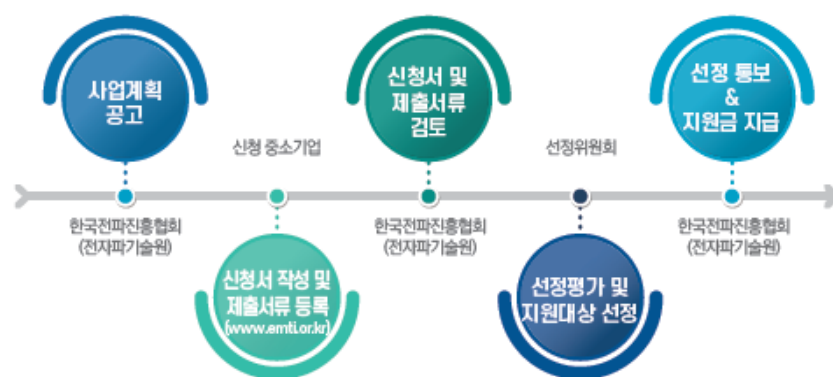 사업계획
공고
한국전파진흥협회
(전자파기술원)
신청 중소기업
신청서 작성 및
제출서류 등록
(www.emti.or.kr)
신청서 및
제출서류
검토
한국전파진흥협회
(전자파기술원)
선정위원회
선정평가 및
지원대상 선정
선정 통보
&
지원금 지급
한국전파진흥협회
(전자파기술원)